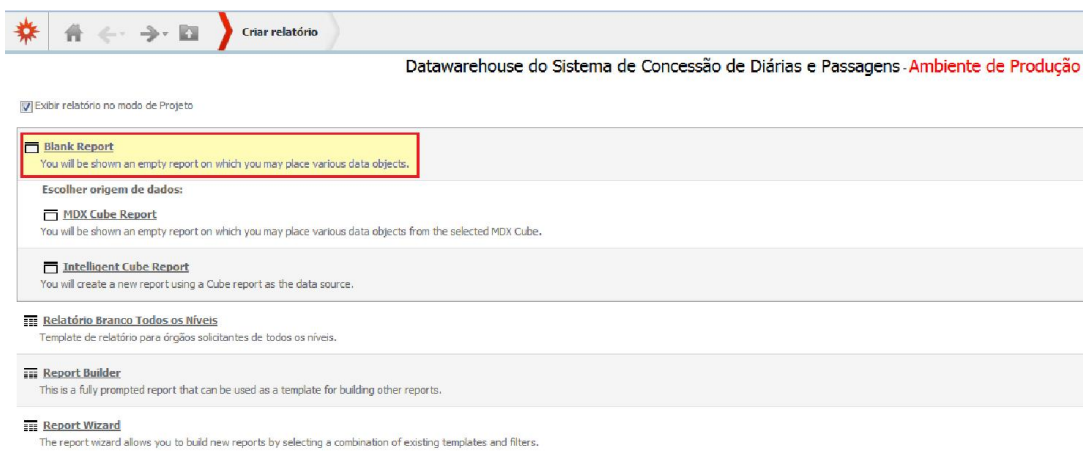 Criar relatório
Datawarehouse do Sistema de Concessão de Diárias e Passagens - Ambiente de Produção
Exibir relatório no modo de Projeto
Blank Report
You will be shown an empty report on which you may place various data objects.
Escolher origem de dados:
MDX Cube Report
You will be shown an empty report on which you may place various data objects from the selected MDX Cube.
Intelligent Cube Report
You will create a new report using a Cube report as the data source.
Relatório Branco Todos os Níveis
Template de relatório para órgãos solicitantes de todos os níveis.
Report Builder
This is a fully prompted report that can be used as a template for building other reports.
Report Wizard
The report wizard allows you to build new reports by selecting a combination of existing templates and filters.